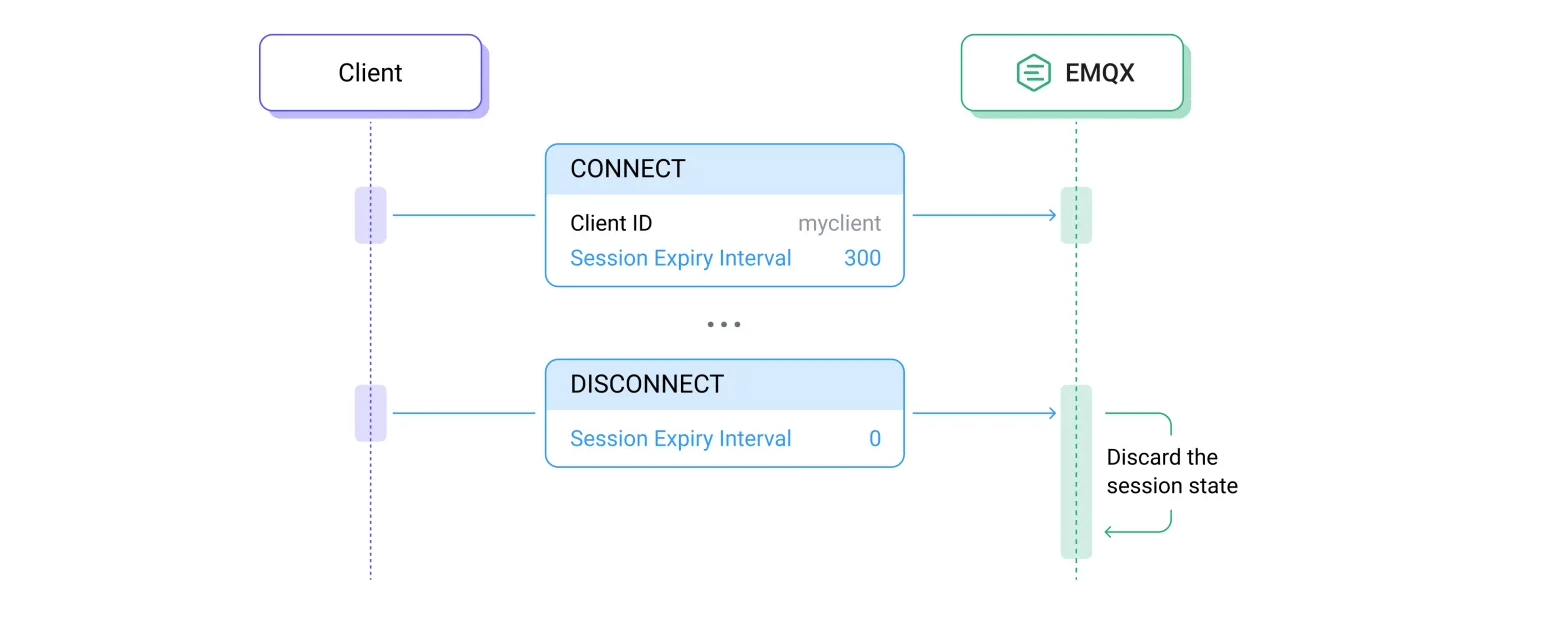 Client
EMQX
CONNECT
Client ID myclient
Session Expiry Interval 300
•••
DISCONNECT
Session Expiry Interval 0
Discard the
session state